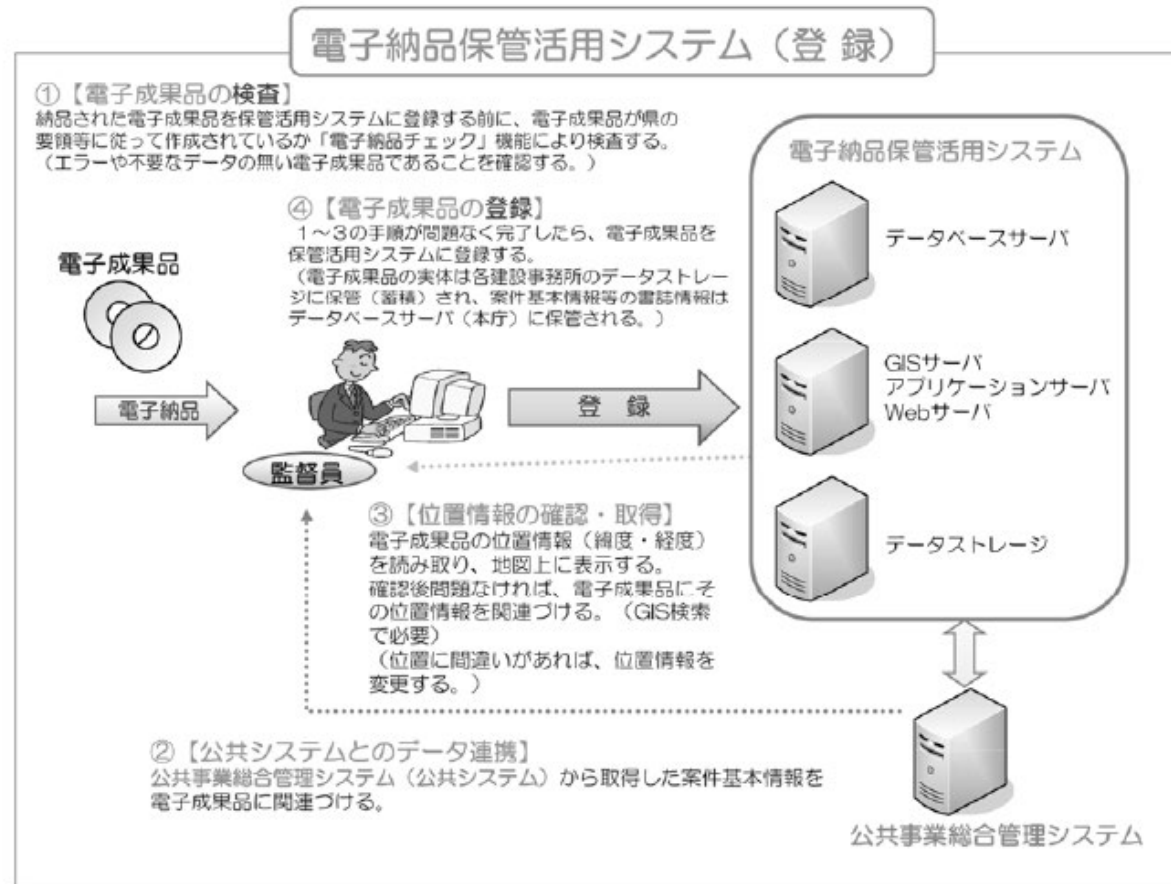 電子納品保管活用システム（登 録）
①【電子成果品の検査】
納品された電子成果品を保管活用システムに登録する前に、電子成果品が県の
要領等に従って作成されているか「電子納品チェック」機能により検査する。
（エラーや不要なデータの無い電子成果品であることを確認する。）
④【電子成果品の登録】
１～３の手順が問題なく完了したら、電子成果品を
保管活用システムに登録する。
（電子成果品の実体は各建設事務所のデータストレー
ジに保管（蓄積）され、案件基本情報等の書誌情報は
データベースサーバ（本庁）に保管される。）
電子成果品
電子納品
監督員
登 録
電子納品保管活用システム
データベースサーバ
GISサーバ
アプリケーションサーバ
Webサーバ
データストレージ
③【位置情報の確認・取得】
電子成果品の位置情報（緯度・経度）
を読み取り、地図上に表示する。
確認後問題なければ、電子成果品にそ
の位置情報を関連づける。（GIS検索
で必要）
（位置に間違いがあれば、位置情報を
変更する。）
②【公共システムとのデータ連携】
公共事業総合管理システム（公共システム）から取得した案件基本情報を
電子成果品に関連づける。
公共事業総合管理システム